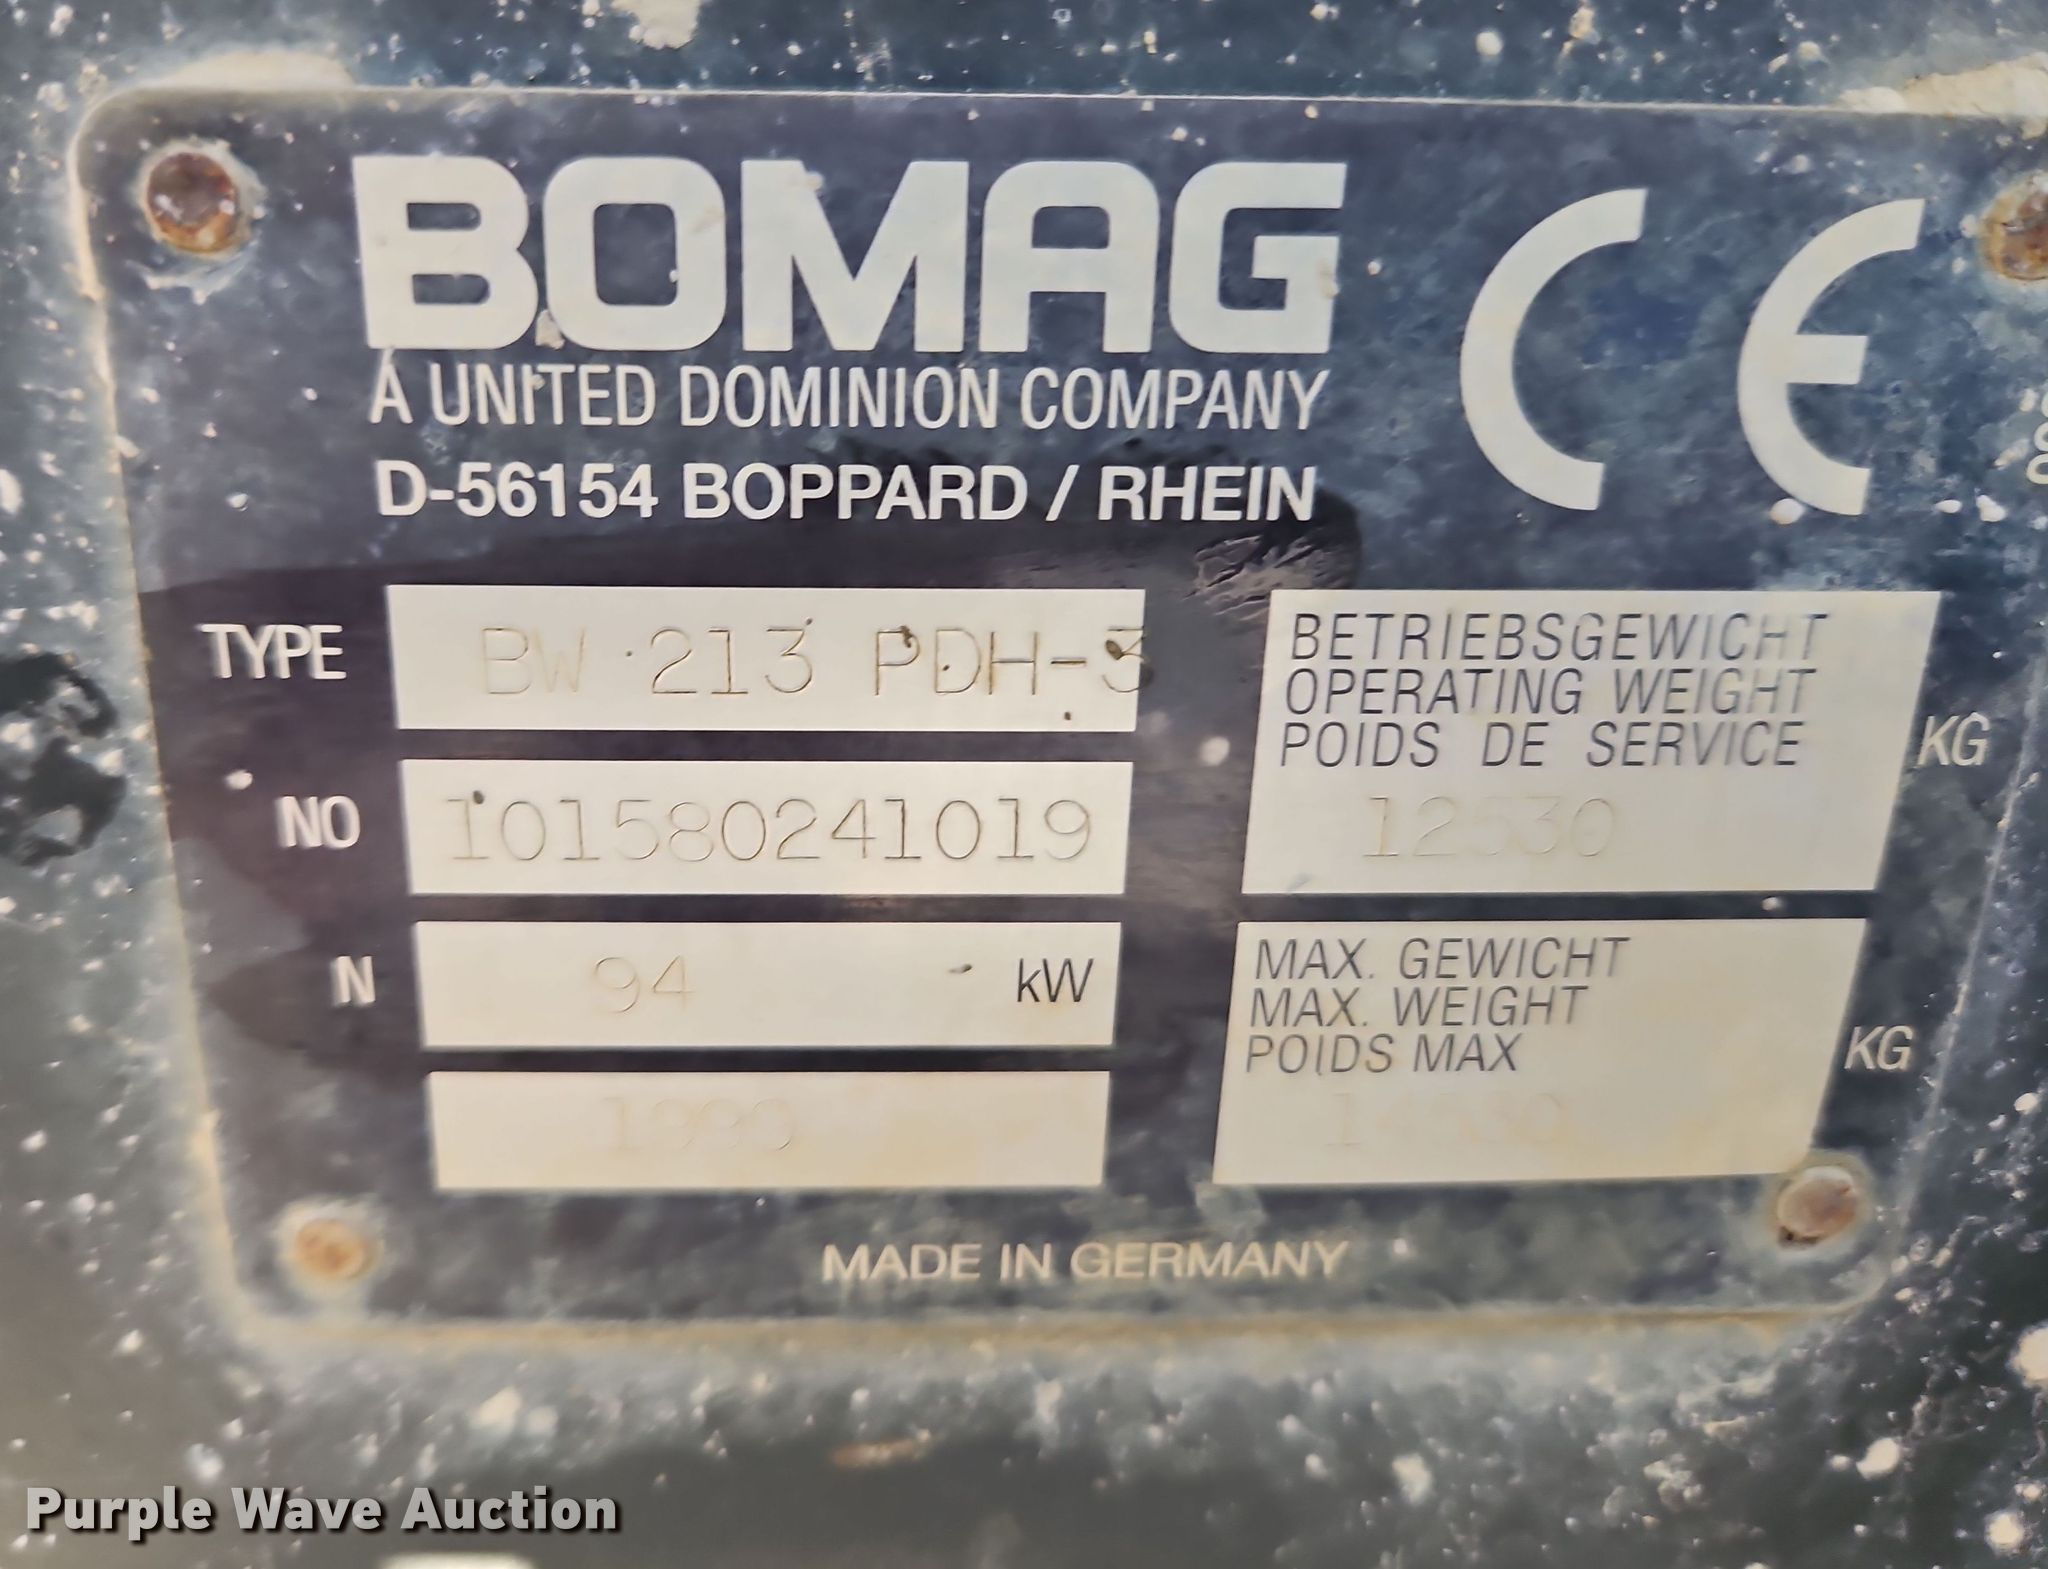 BOMAG
CE
A UNITED DOMINION COMPANY
D-56154 BOPPARD / RHEIN
TYPE BW 213 PDH-3
NO 101580241019
N 94 kW
BETRIEBSGEWICHT
OPERATING WEIGHT
POIDS DE SERVICE
12530 KG
MAX. GEWICHT
MAX. WEIGHT
POIDS MAX
KG
MADE IN GERMANY
Purple Wave Auction